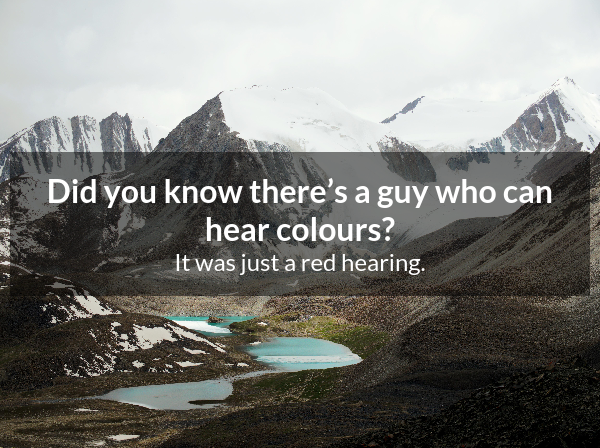 Did you know there’s a guy who can
hear colours?
It was just a red hearing.